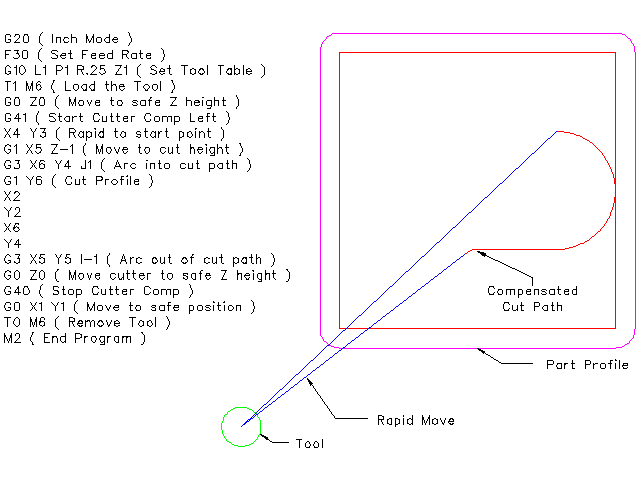 G20 ( Inch Mode )
F30 ( Set Feed Rate )
G10 L1 P1 R.25 Z1 ( Set Tool Table )
T1 M6 ( Load the Tool )
G0 Z0 ( Move to safe Z height )
G41 ( Start Cutter Comp Left )
X4 Y3 ( Rapid to start point )
G1 X5 Z-1 ( Move to cut height )
G3 X6 Y4 J1 ( Arc into cut path )
G1 Y6 ( Cut Profile )
X2
Y2
X6
Y4
G3 X5 Y5 I-1 ( Arc out of cut path )
G0 Z0 ( Move cutter to safe Z height )
G40 ( Stop Cutter Comp )
G0 X1 Y1 ( Move to safe position )
T0 M6 ( Remove Tool )
M2 ( End Program )
Compensated
Cut Path
Part Profile
Rapid Move
Tool